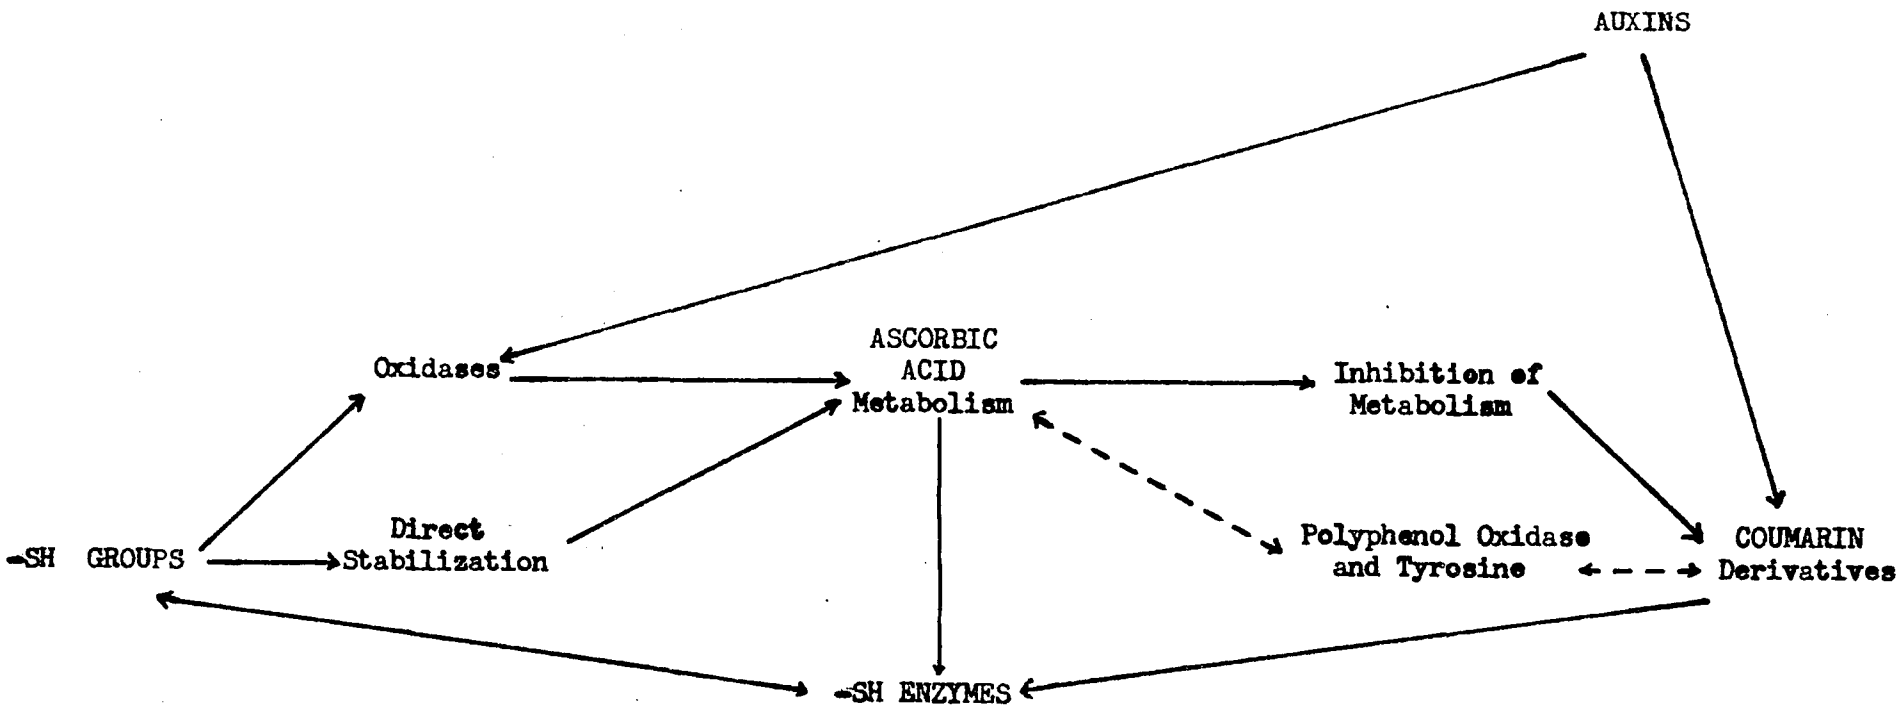 AUXINS
Oxidases
ASCORBIC
ACID
Metabolism
Inhibition of
Metabolism
-SH GROUPS
Direct
Stabilization
Polyphenol Oxidase
and Tyrosine
COUMARIN
Derivatives
-SH ENZYMES